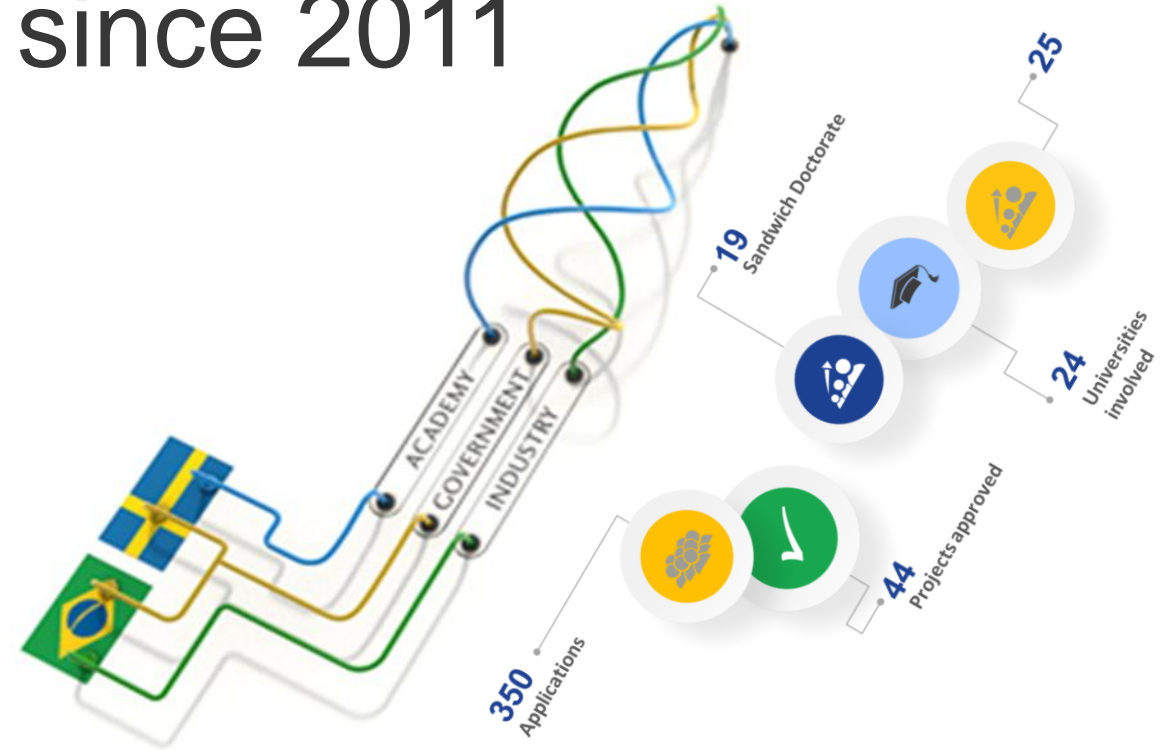 since 2011
ACADEMY
GOVERNMENT
INDUSTRY
350
Applications
44
Projects approved
19
Sandwich Doctorate
24
Universities
involved
25